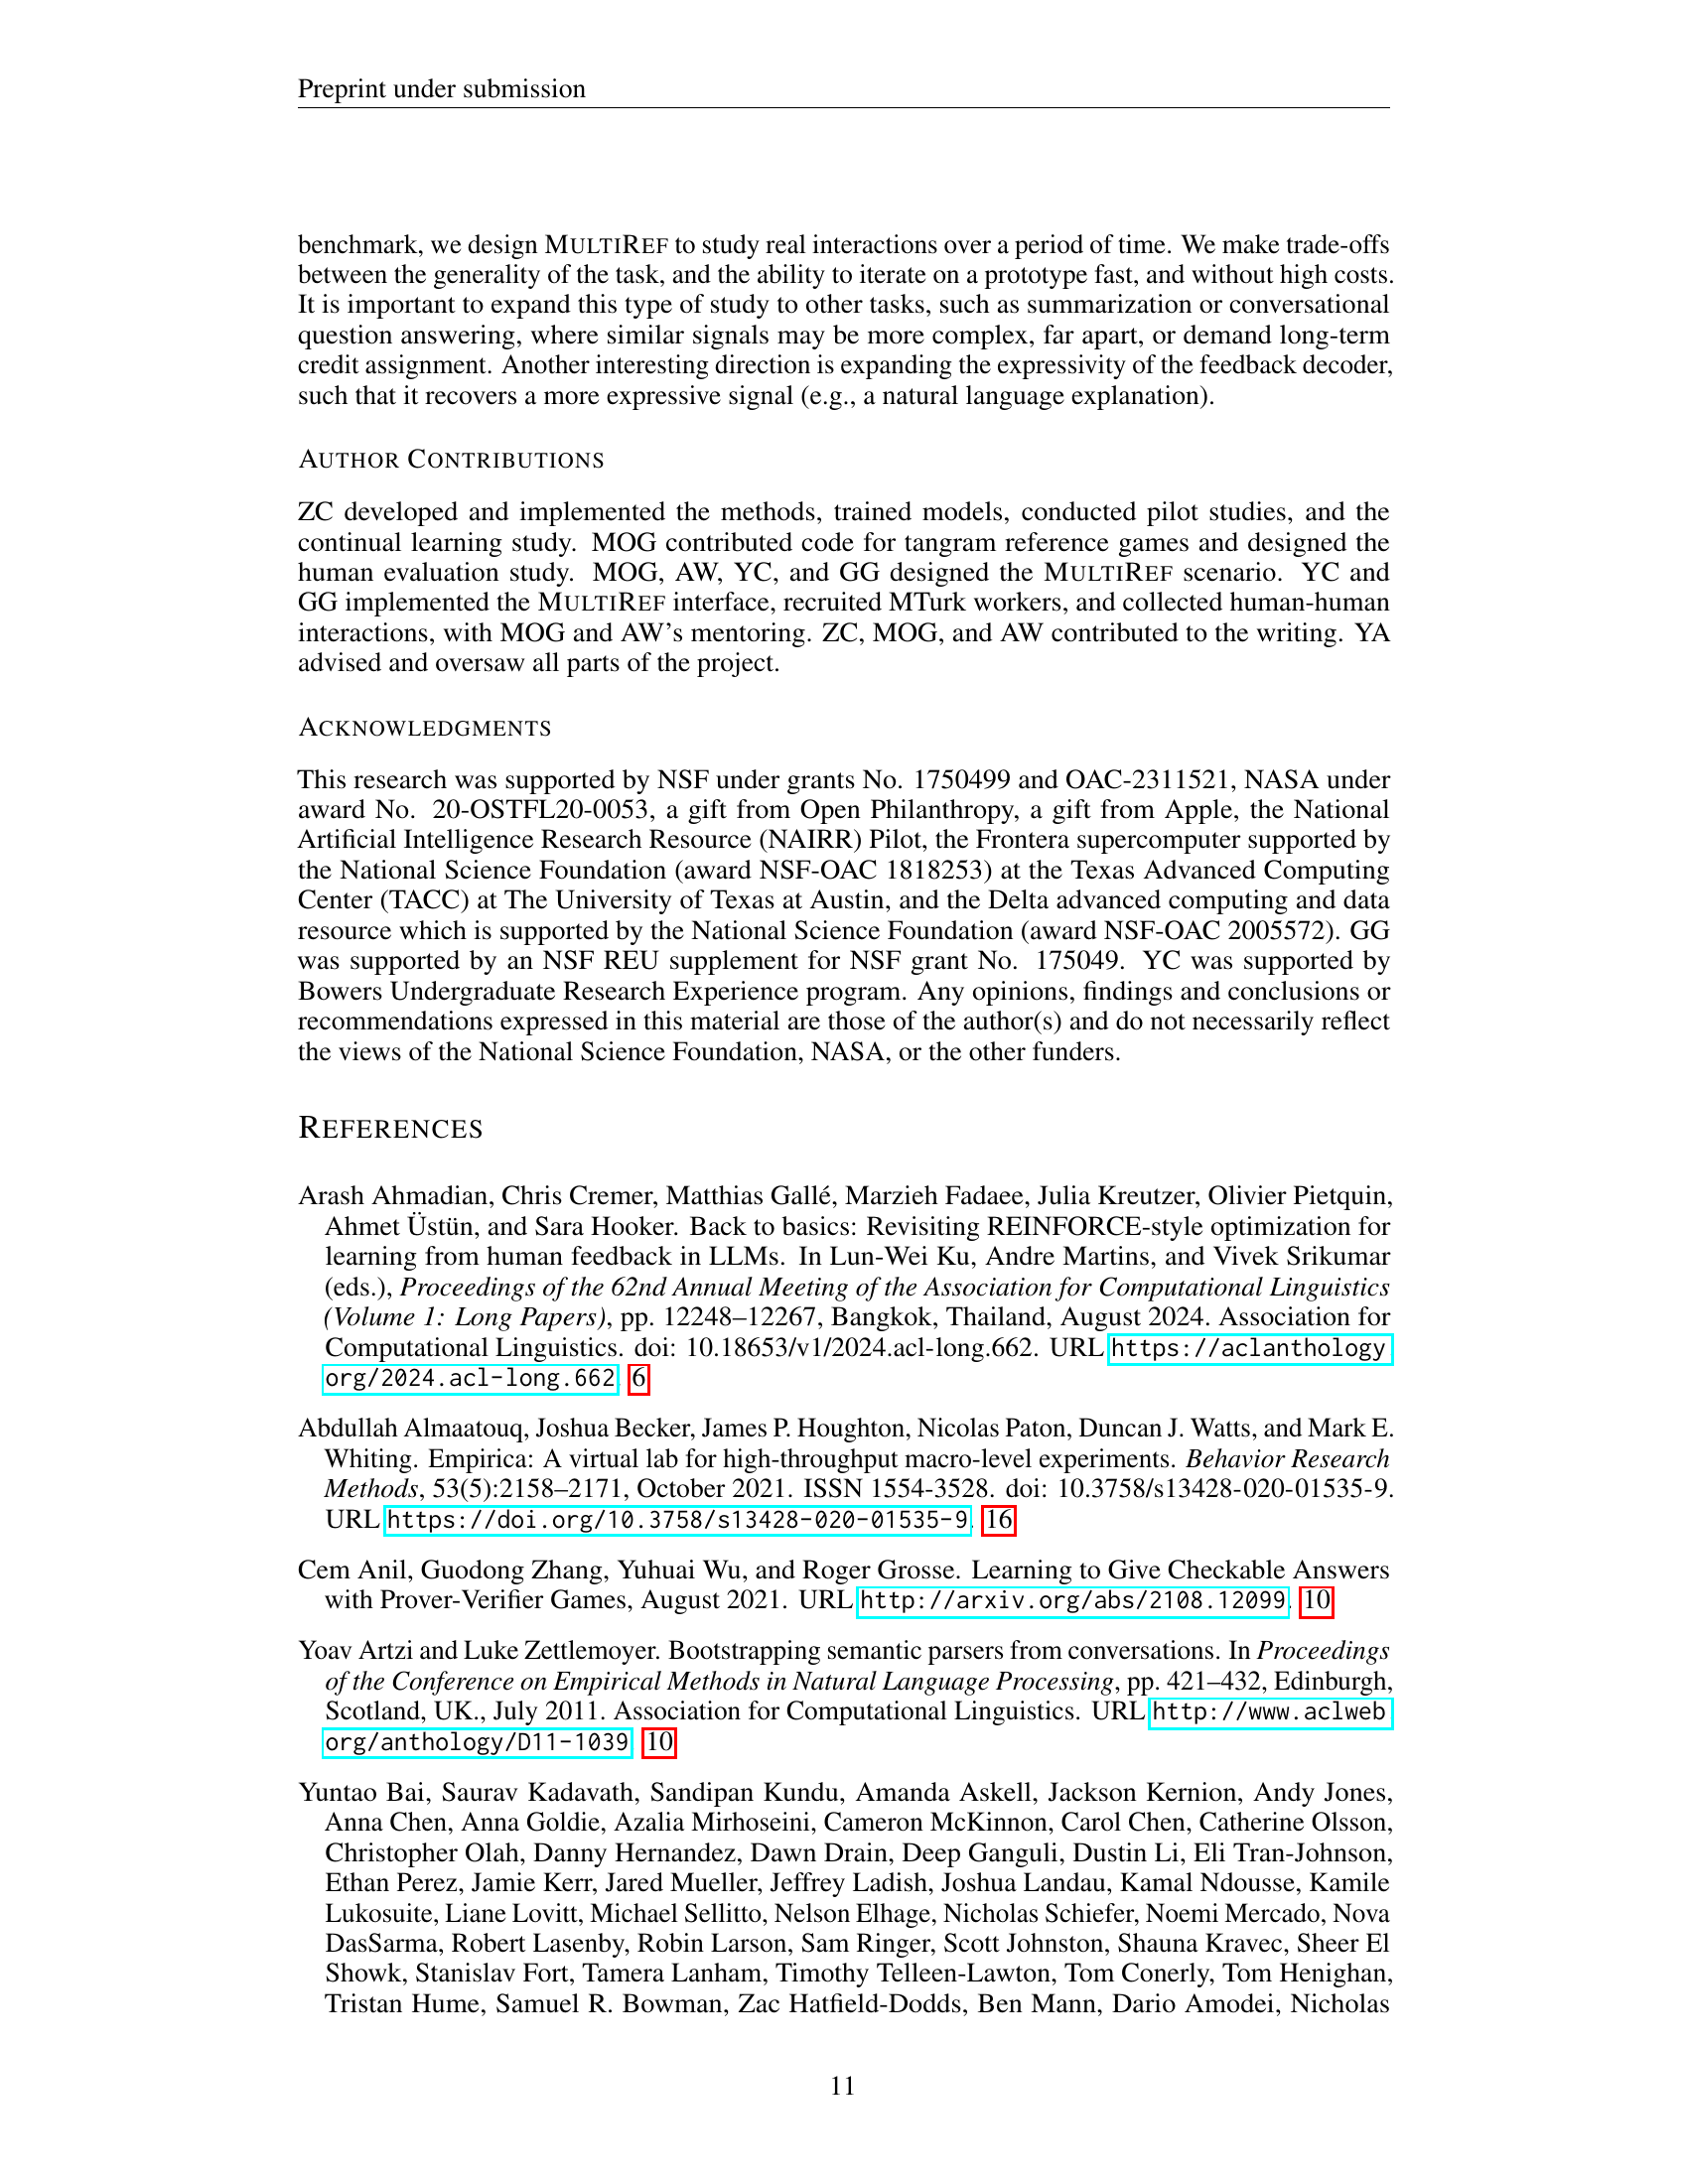 Preprint under submission
benchmark, we design MULTIREF to study real interactions over a period of time. We make trade-offs
between the generality of the task, and the ability to iterate on a prototype fast, and without high costs.
It is important to expand this type of study to other tasks, such as summarization or conversational
question answering, where similar signals may be more complex, far apart, or demand long-term
credit assignment. Another interesting direction is expanding the expressivity of the feedback decoder,
such that it recovers a more expressive signal (e.g., a natural language explanation).
AUTHOR CONTRIBUTIONS
ZC developed and implemented the methods, trained models, conducted pilot studies, and the
continual learning study. MOG contributed code for tangram reference games and designed the
human evaluation study. MOG, AW, YC, and GG designed the MULTIREF scenario. YC and
GG implemented the MULTIREF interface, recruited MTurk workers, and collected human-human
interactions, with MOG and AW's mentoring. ZC, MOG, and AW contributed to the writing. YA
advised and oversaw all parts of the project.
ACKNOWLEDGMENTS
This research was supported by NSF under grants No. 1750499 and OAC-2311521, NASA under
award No. 20-OSTFL20-0053, a gift from Open Philanthropy, a gift from Apple, the National
Artificial Intelligence Research Resource (NAIRR) Pilot, the Frontera supercomputer supported by
the National Science Foundation (award NSF-OAC 1818253) at the Texas Advanced Computing
Center (TACC) at The University of Texas at Austin, and the Delta advanced computing and data
resource which is supported by the National Science Foundation (award NSF-OAC 2005572). GG
was supported by an NSF REU supplement for NSF grant No. 175049. YC was supported by
Bowers Undergraduate Research Experience program. Any opinions, findings and conclusions or
recommendations expressed in this material are those of the author(s) and do not necessarily reflect
the views of the National Science Foundation, NASA, or the other funders.
REFERENCES
Arash Ahmadian, Chris Cremer, Matthias Gallé, Marzieh Fadaee, Julia Kreutzer, Olivier Pietquin,
Ahmet Üstün, and Sara Hooker. Back to basics: Revisiting REINFORCE-style optimization for
learning from human feedback in LLMs. In Lun-Wei Ku, Andre Martins, and Vivek Srikumar
(eds.), Proceedings of the 62nd Annual Meeting of the Association for Computational Linguistics
(Volume 1: Long Papers), pp. 12248–12267, Bangkok, Thailand, August 2024. Association for
Computational Linguistics. doi: 10.18653/v1/2024.acl-long.662. URL https://aclanthology.
org/2024.acl-long.662. 6
Abdullah Almaatouq, Joshua Becker, James P. Houghton, Nicolas Paton, Duncan J. Watts, and Mark E.
Whiting. Empirica: A virtual lab for high-throughput macro-level experiments. Behavior Research
Methods, 53(5):2158–2171, October 2021. ISSN 1554-3528. doi: 10.3758/s13428-020-01535-9.
URL https://doi.org/10.3758/s13428-020-01535-9. 16
Cem Anil, Guodong Zhang, Yuhuai Wu, and Roger Grosse. Learning to Give Checkable Answers
with Prover-Verifier Games, August 2021. URL http://arxiv.org/abs/2108.12099. 10
Yoav Artzi and Luke Zettlemoyer. Bootstrapping semantic parsers from conversations. In Proceedings
of the Conference on Empirical Methods in Natural Language Processing, pp. 421–432, Edinburgh,
Scotland, UK., July 2011. Association for Computational Linguistics. URL http://www.aclweb.
org/anthology/D11-1039. 10
Yuntao Bai, Saurav Kadavath, Sandipan Kundu, Amanda Askell, Jackson Kernion, Andy Jones,
Anna Chen, Anna Goldie, Azalia Mirhoseini, Cameron McKinnon, Carol Chen, Catherine Olsson,
Christopher Olah, Danny Hernandez, Dawn Drain, Deep Ganguli, Dustin Li, Eli Tran-Johnson,
Ethan Perez, Jamie Kerr, Jared Mueller, Jeffrey Ladish, Joshua Landau, Kamal Ndousse, Kamile
Lukosuite, Liane Lovitt, Michael Sellitto, Nelson Elhage, Nicholas Schiefer, Noemi Mercado, Nova
DasSarma, Robert Lasenby, Robin Larson, Sam Ringer, Scott Johnston, Shauna Kravec, Sheer El
Showk, Stanislav Fort, Tamera Lanham, Timothy Telleen-Lawton, Tom Conerly, Tom Henighan,
Tristan Hume, Samuel R. Bowman, Zac Hatfield-Dodds, Ben Mann, Dario Amodei, Nicholas
11